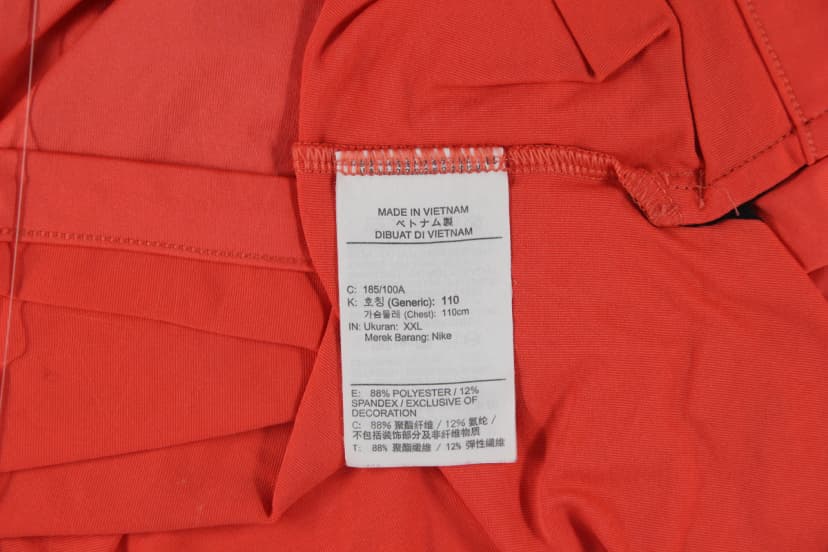 MADE IN VIETNAM
ベトナム製
DIBUAT DI VIETNAM
C: 185/100A
K: 호칭 (Generic): 110
가슴둘레 (Chest): 110cm
IN: Ukuran: XXL
Merek Barang: Nike
E: 88% POLYESTER / 12%
SPANDEX / EXCLUSIVE OF
DECORATION
C: 88% 聚酯纤维 / 12% 氨纶 /
不包括装饰部分及非纤维物质
T: 88% 聚酯纖維 / 12% 彈性纖維